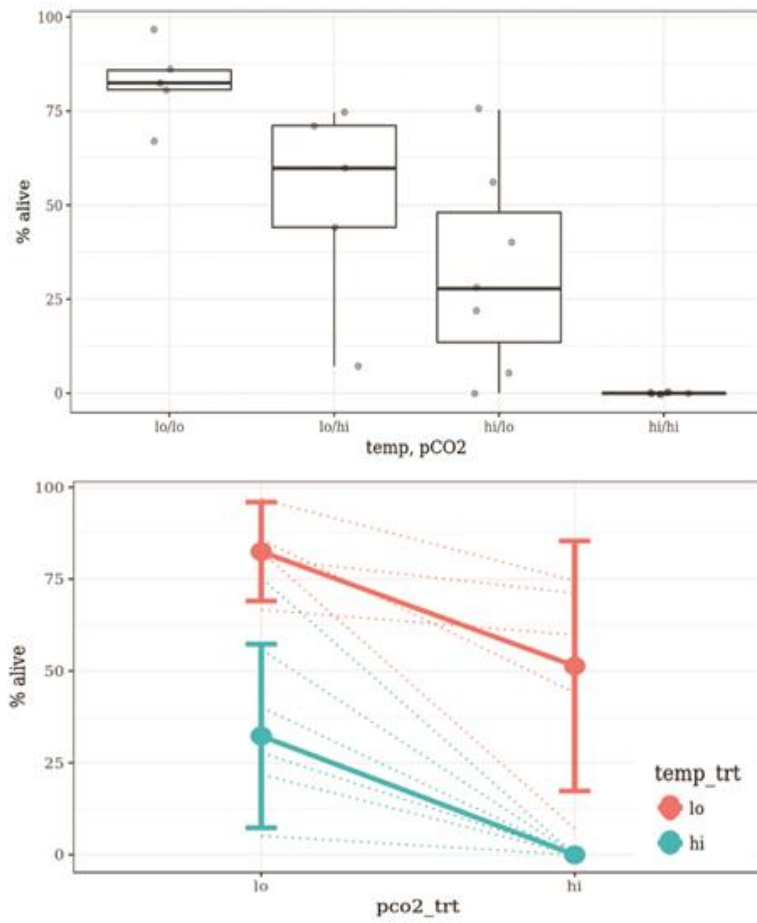 100
75
50
25
0
% alive
lo/lo lo/hi hi/lo hi/hi
temp, pCO2
100
75
50
25
0
% alive
temp_trt
lo
hi
lo hi
pco2_trt